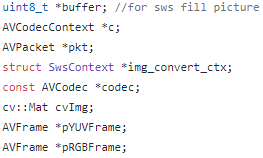 uint8_t *buffer; //for sws fill picture
AVCodecContext *c;
AVPacket *pkt;
struct SwsContext *img_convert_ctx;
const AVCodec *codec;
cv::Mat cvImg;
AVFrame *pYUVFrame;
AVFrame *pRGBFrame;